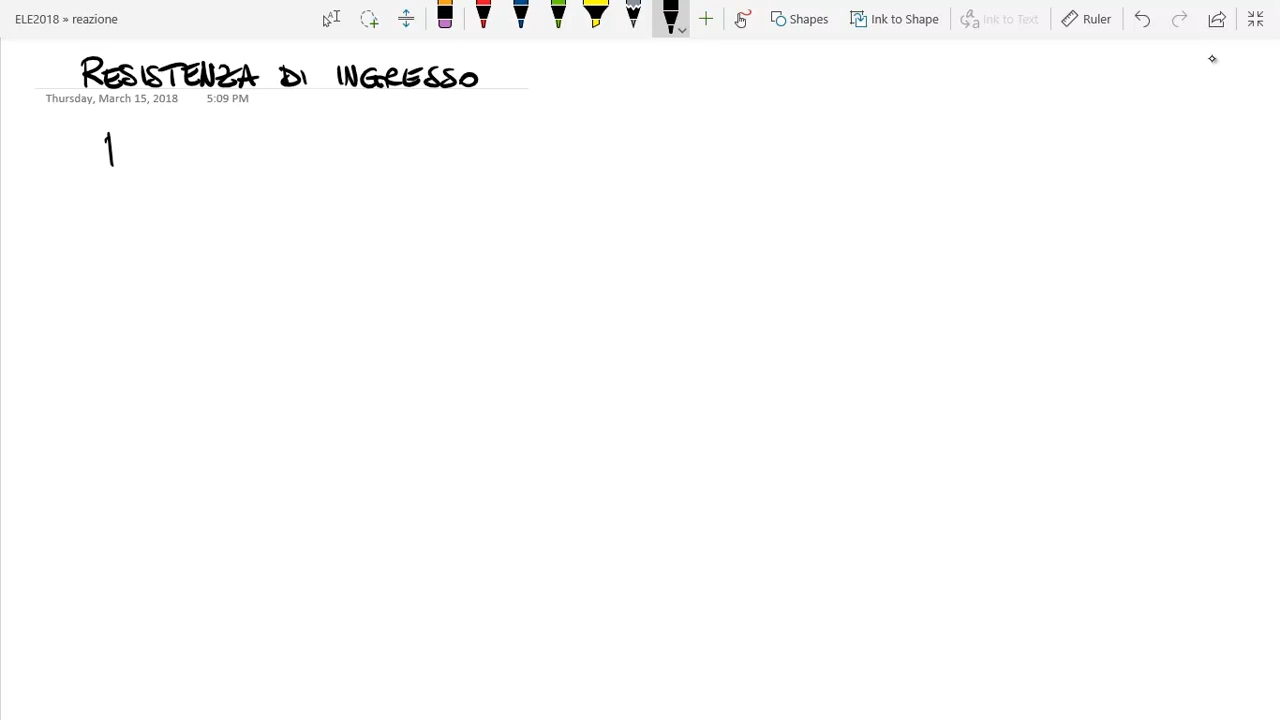 ELE2018 » reazione
Shapes
Ink to Shape
Ink to Text
Ruler
RESISTENZA DI INGRESSO
Thursday, March 15, 2018 5:09 PM
1